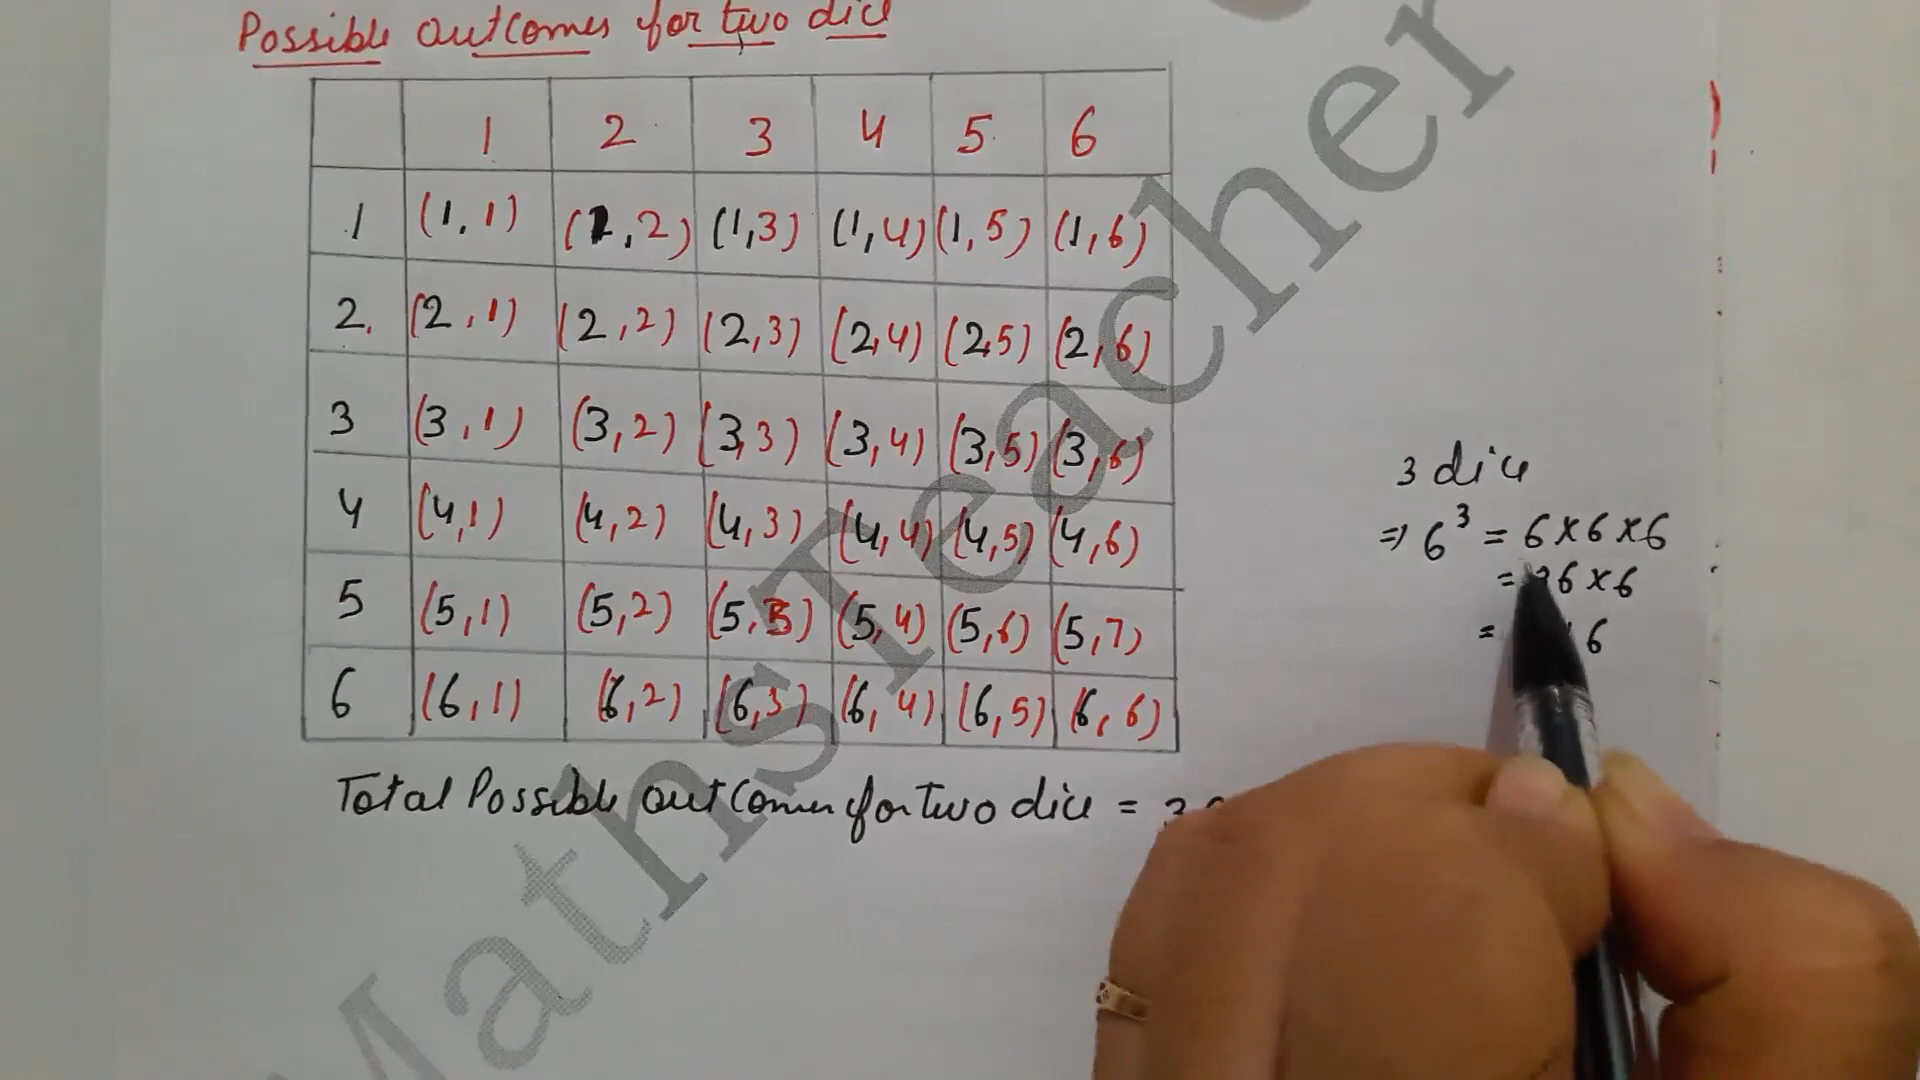 Possible outcomes for two dice
1 2 3 4 5 6
1 (1,1) (1,2) (1,3) (1,4) (1,5) (1,6)
2. (2,1) (2,2) (2,3) (2,4) (2,5) (2,6)
3 (3,1) (3,2) (3,3) (3,4) (3,5) (3,6)
4 (4,1) (4,2) (4,3) (4,4) (4,5) (4,6)
5 (5,1) (5,2) (5,3) (5,4) (5,6) (5,7)
6 (6,1) (6,2) (6,3) (6,4) (6,5) (6,6)
Total Possible outcomes for two dice =
3 dice
⇒ 6³ = 6×6×6
= 36×6
= 6
Maths Teacher